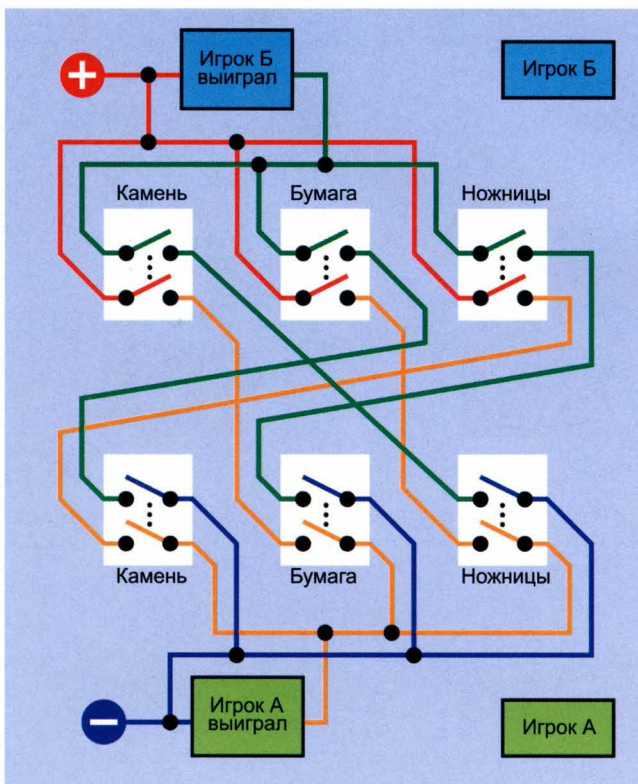 +
Игрок Б
выиграл
Игрок Б
Камень
Бумага
Ножницы
Камень
Бумага
Ножницы
−
Игрок А
выиграл
Игрок А